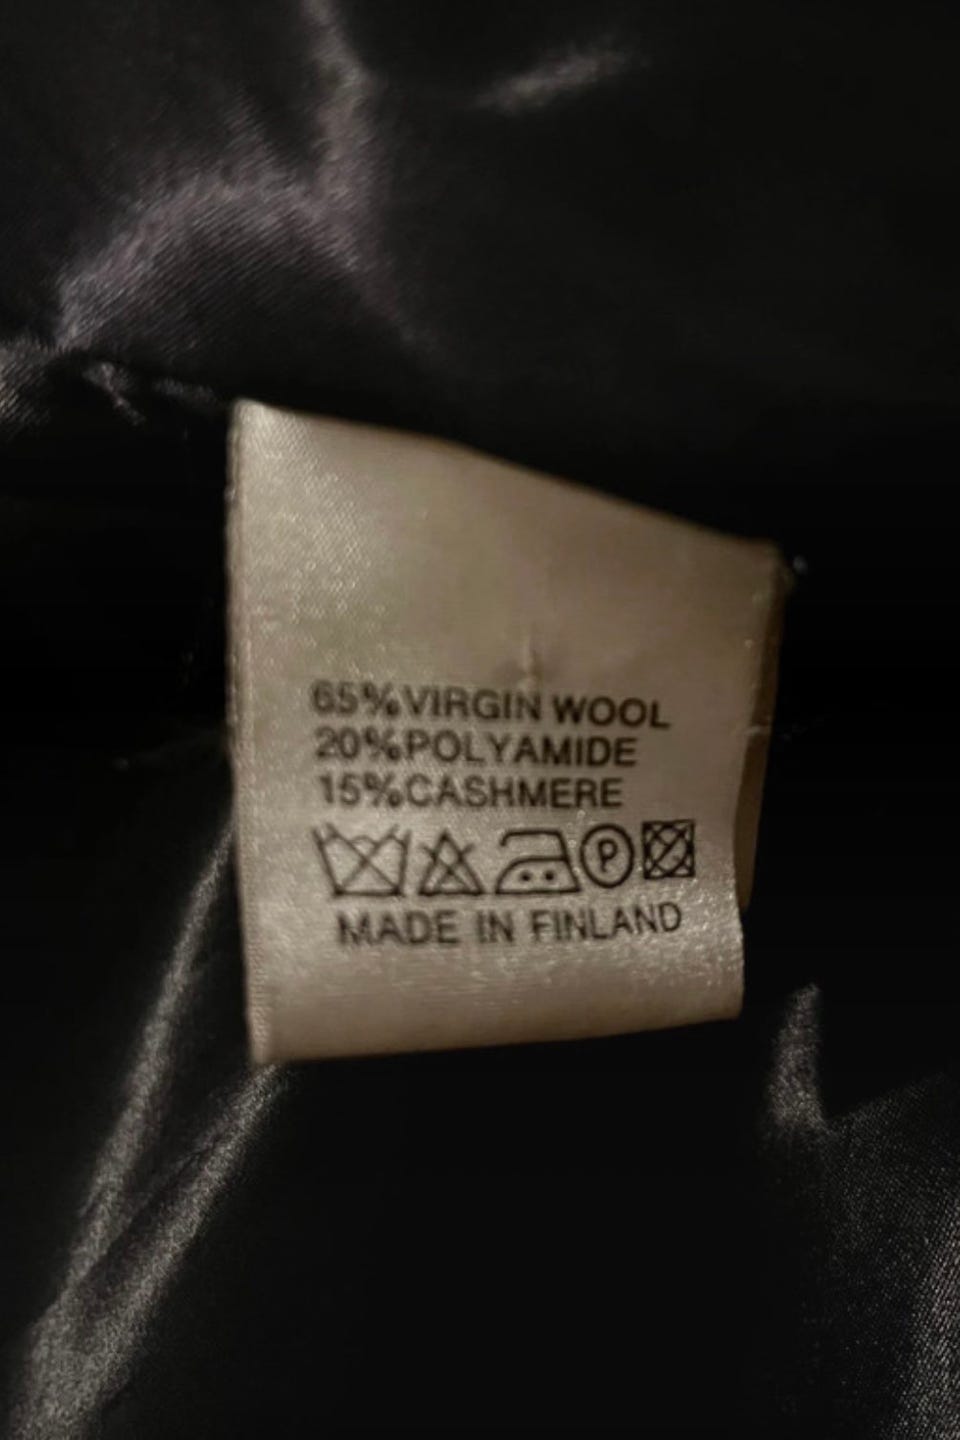 65%VIRGIN WOOL
20%POLYAMIDE
15%CASHMERE
P
MADE IN FINLAND